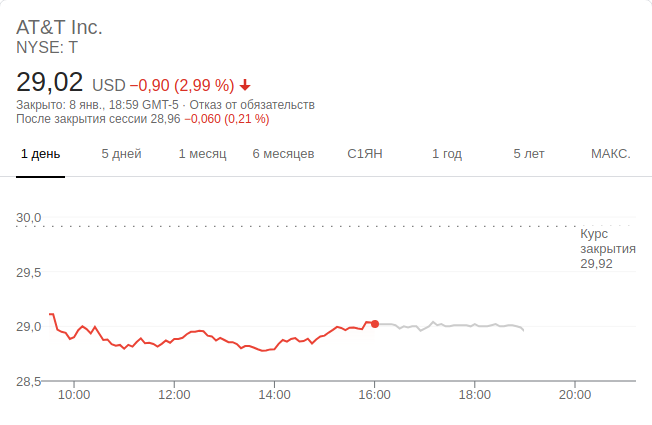 AT&T Inc.
NYSE: T
29,02 USD −0,90 (2,99 %)
Закрыто: 8 янв., 18:59 GMT-5 · Отказ от обязательств
После закрытия сессии 28,96 −0,060 (0,21 %)
1 день 5 дней 1 месяц 6 месяцев С1ЯН 1 год 5 лет МАКС.
30,0
Курс
закрытия
29,92
29,5
29,0
28,5
10:00 12:00 14:00 16:00 18:00 20:00